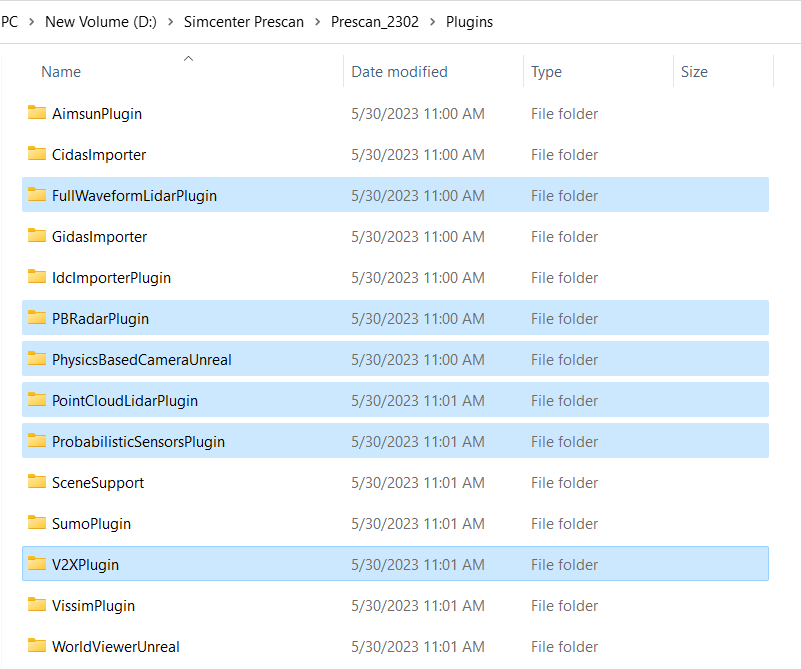 PC > New Volume (D:) > Simcenter Prescan > Prescan_2302 > Plugins
Name Date modified Type Size
AimsunPlugin 5/30/2023 11:00 AM File folder
CidasImporter 5/30/2023 11:00 AM File folder
FullWaveformLidarPlugin 5/30/2023 11:00 AM File folder
GidasImporter 5/30/2023 11:00 AM File folder
IdcImporterPlugin 5/30/2023 11:00 AM File folder
PBRadarPlugin 5/30/2023 11:00 AM File folder
PhysicsBasedCameraUnreal 5/30/2023 11:00 AM File folder
PointCloudLidarPlugin 5/30/2023 11:01 AM File folder
ProbabilisticSensorsPlugin 5/30/2023 11:01 AM File folder
SceneSupport 5/30/2023 11:01 AM File folder
SumoPlugin 5/30/2023 11:01 AM File folder
V2XPlugin 5/30/2023 11:01 AM File folder
VissimPlugin 5/30/2023 11:01 AM File folder
WorldViewerUnreal 5/30/2023 11:01 AM File folder